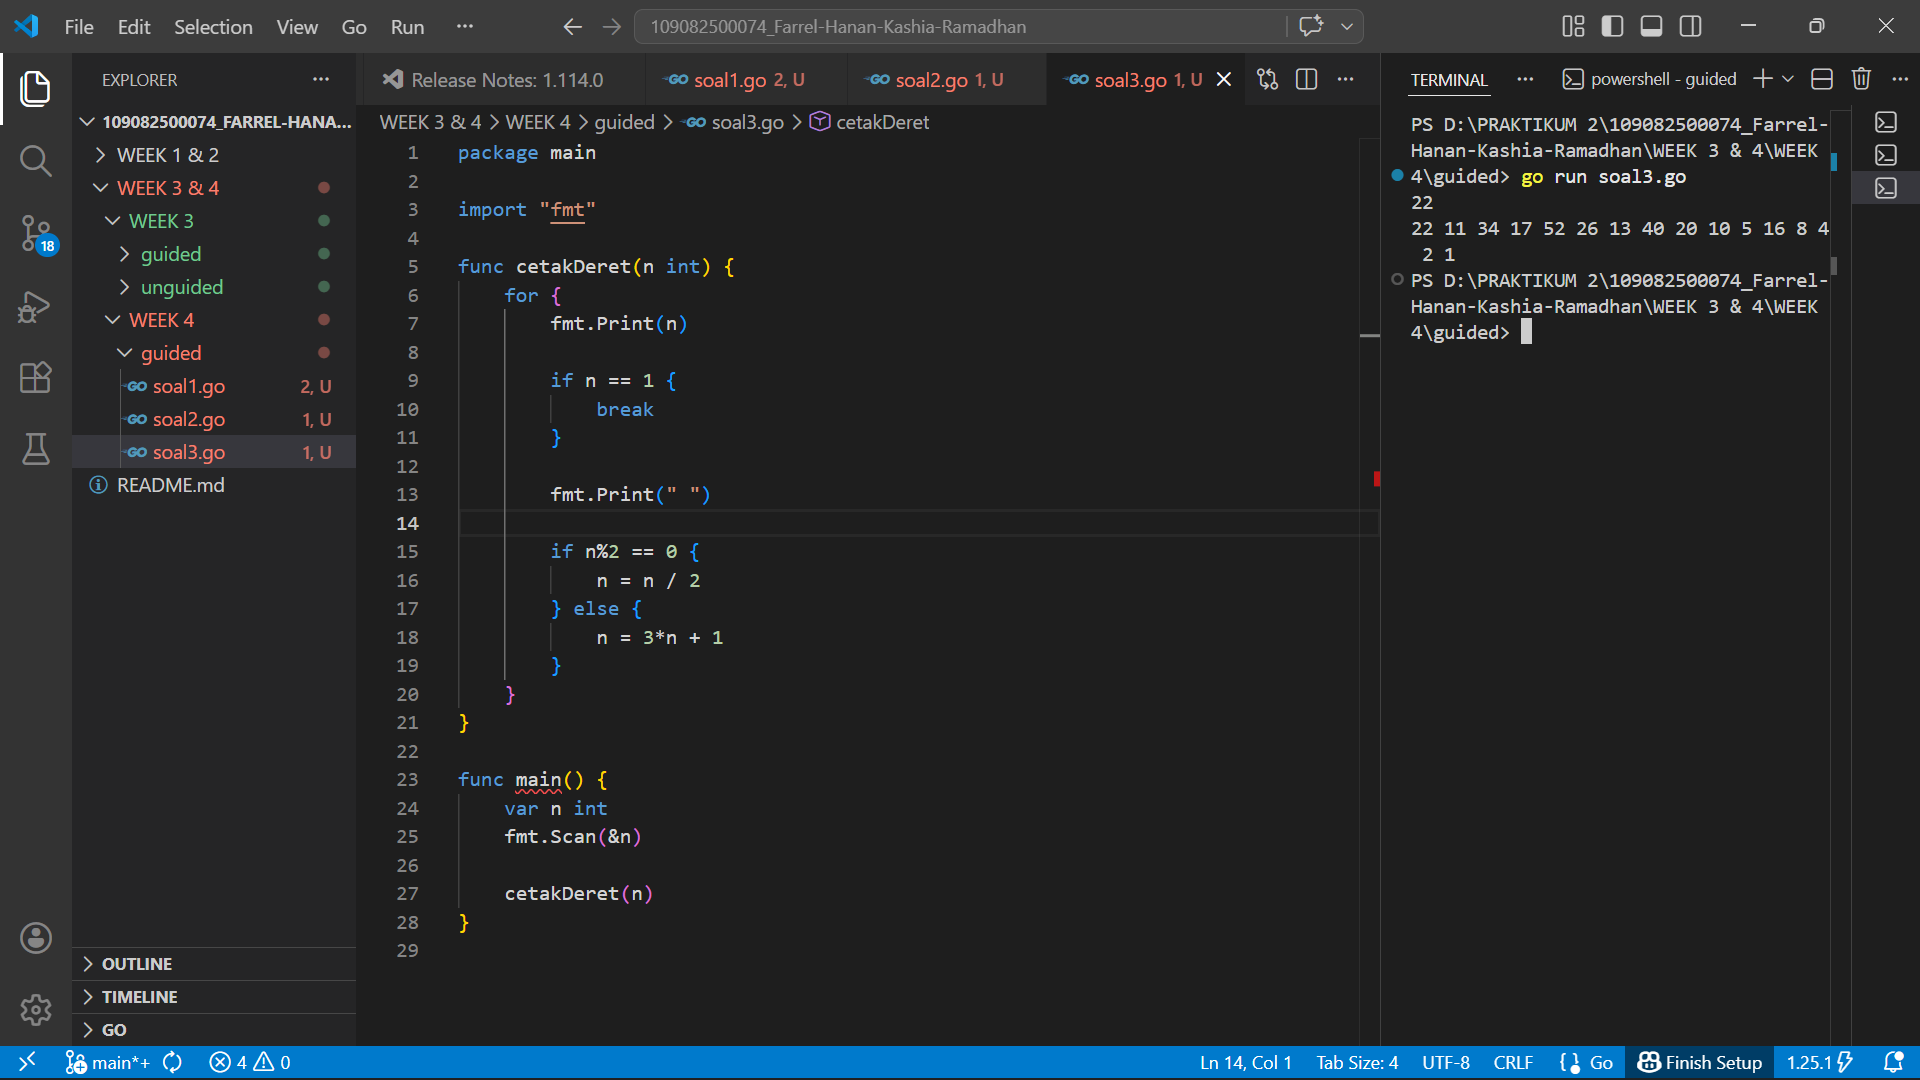 File Edit Selection View Go Run ···
109082500074_Farrel-Hanan-Kashia-Ramadhan
EXPLORER
109082500074_FARREL-HANA...
WEEK 1 & 2
WEEK 3 & 4
WEEK 3
guided
unguided
WEEK 4
guided
soal1.go 2, U
soal2.go 1, U
soal3.go 1, U
README.md
OUTLINE
TIMELINE
GO
18
Release Notes: 1.114.0 soal1.go 2, U soal2.go 1, U soal3.go 1, U
WEEK 3 & 4 > WEEK 4 > guided > soal3.go > cetakDeret
1 package main
2
3 import "fmt"
4
5 func cetakDeret(n int) {
6 for {
7 fmt.Print(n)
8
9 if n == 1 {
10 break
11 }
12
13 fmt.Print(" ")
14
15 if n%2 == 0 {
16 n = n / 2
17 } else {
18 n = 3*n + 1
19 }
20 }
21 }
22
23 func main() {
24 var n int
25 fmt.Scan(&n)
26
27 cetakDeret(n)
28 }
29
TERMINAL ··· powershell - guided
PS D:\PRAKTIKUM 2\109082500074_Farrel-
Hanan-Kashia-Ramadhan\WEEK 3 & 4\WEEK
4\guided> go run soal3.go
22
22 11 34 17 52 26 13 40 20 10 5 16 8 4
2 1
PS D:\PRAKTIKUM 2\109082500074_Farrel-
Hanan-Kashia-Ramadhan\WEEK 3 & 4\WEEK
4\guided>
main*+ 4 0 Ln 14, Col 1 Tab Size: 4 UTF-8 CRLF Go Finish Setup 1.25.1